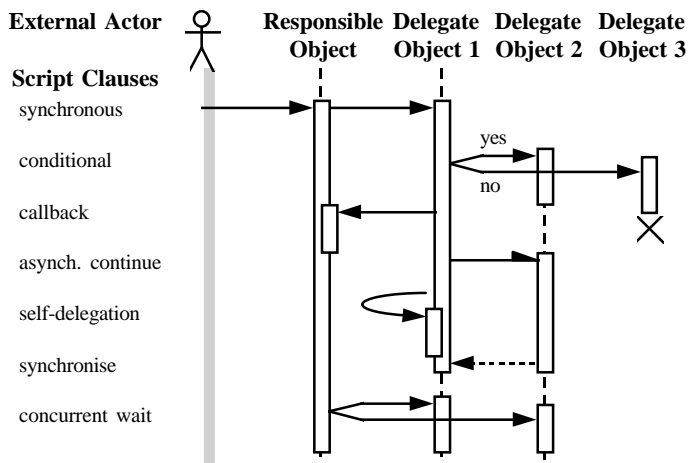 External Actor
Responsible Object
Delegate Object 1
Delegate Object 2
Delegate Object 3
Script Clauses
synchronous
yes
conditional
no
callback
asynch. continue
self-delegation
synchronise
concurrent wait